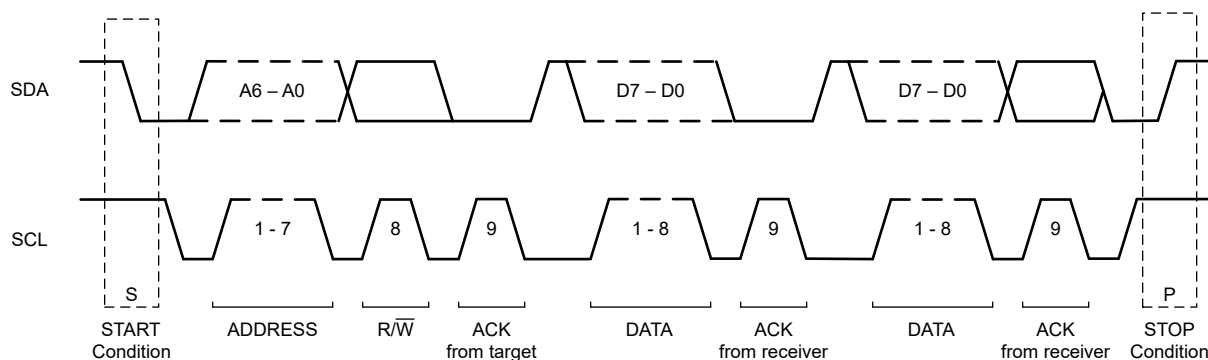 SDA
A6 – A0
D7 – D0
D7 – D0
SCL
1 - 7
8
9
1 - 8
9
1 - 8
9
S
P
START
Condition
ADDRESS
R/W̅
ACK
from target
DATA
ACK
from receiver
DATA
ACK
from receiver
STOP
Condition